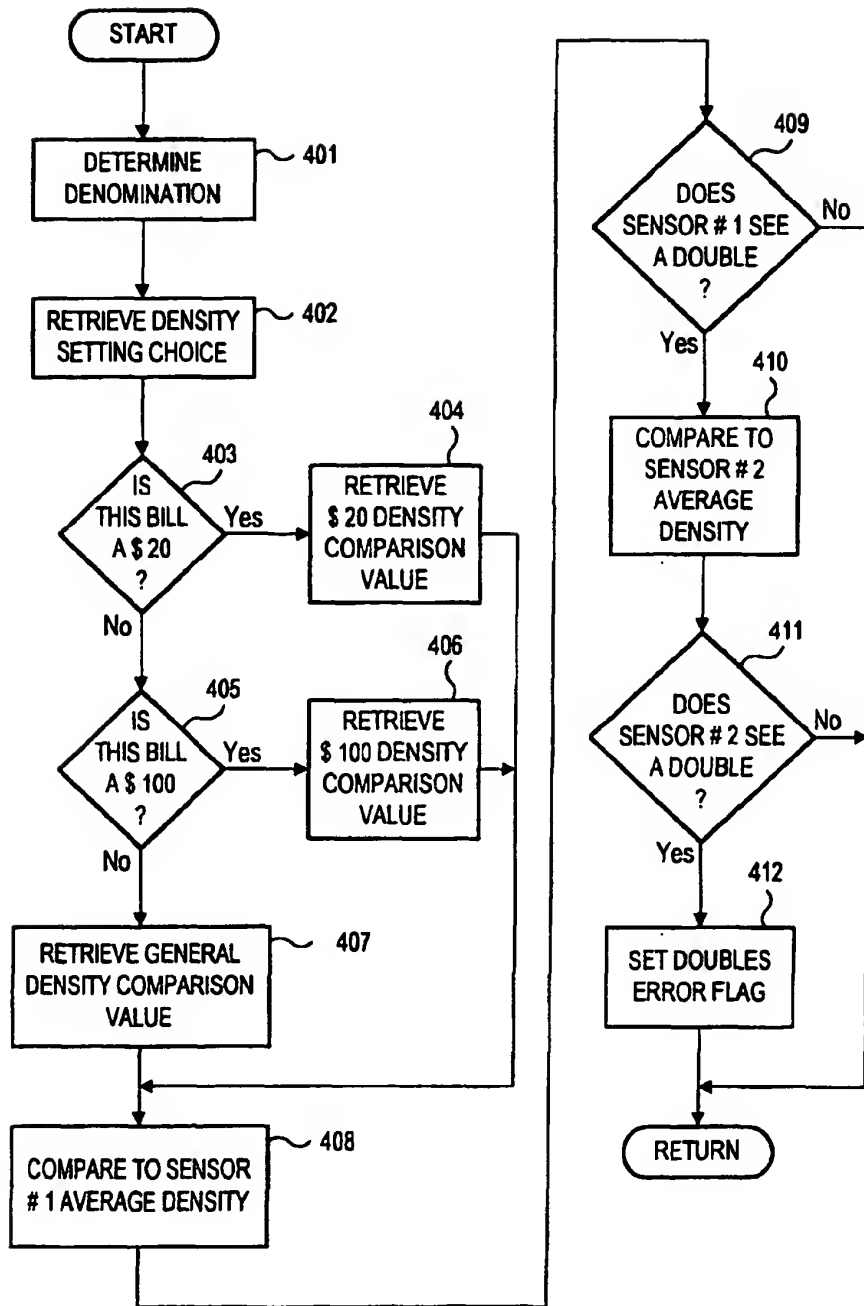 START
401
DETERMINE
DENOMINATION
402
RETRIEVE DENSITY
SETTING CHOICE
403
IS
THIS BILL
A $ 20
?
Yes
No
404
RETRIEVE
$ 20 DENSITY
COMPARISON
VALUE
405
IS
THIS BILL
A $ 100
?
Yes
No
406
RETRIEVE
$ 100 DENSITY
COMPARISON
VALUE
407
RETRIEVE GENERAL
DENSITY COMPARISON
VALUE
408
COMPARE TO SENSOR
# 1 AVERAGE DENSITY
409
DOES
SENSOR # 1 SEE
A DOUBLE
?
No
Yes
410
COMPARE TO
SENSOR # 2
AVERAGE
DENSITY
411
DOES
SENSOR # 2 SEE
A DOUBLE
?
No
Yes
412
SET DOUBLES
ERROR FLAG
RETURN